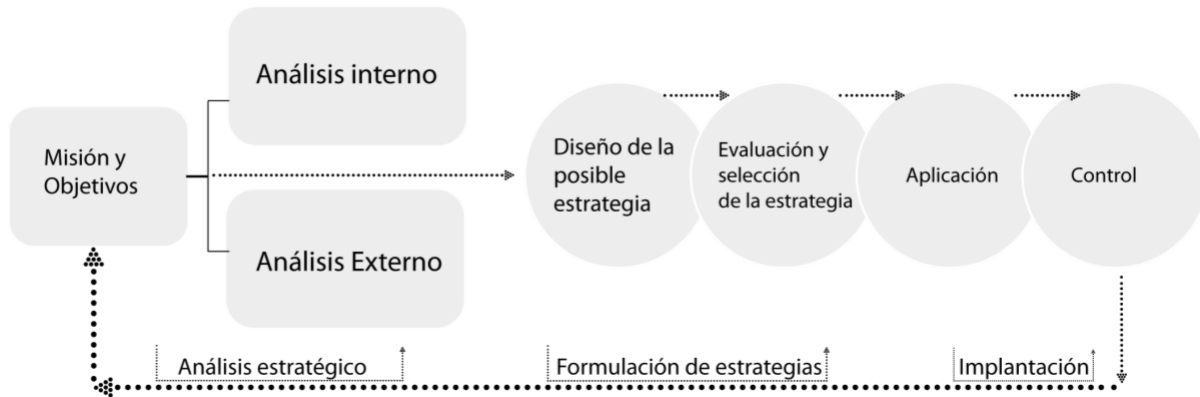 Misión y
Objetivos
Análisis interno
Análisis Externo
Diseño de la
posible
estrategia
Evaluación y
selección
de la estrategia
Aplicación
Control
Análisis estratégico
Formulación de estrategias
Implantación